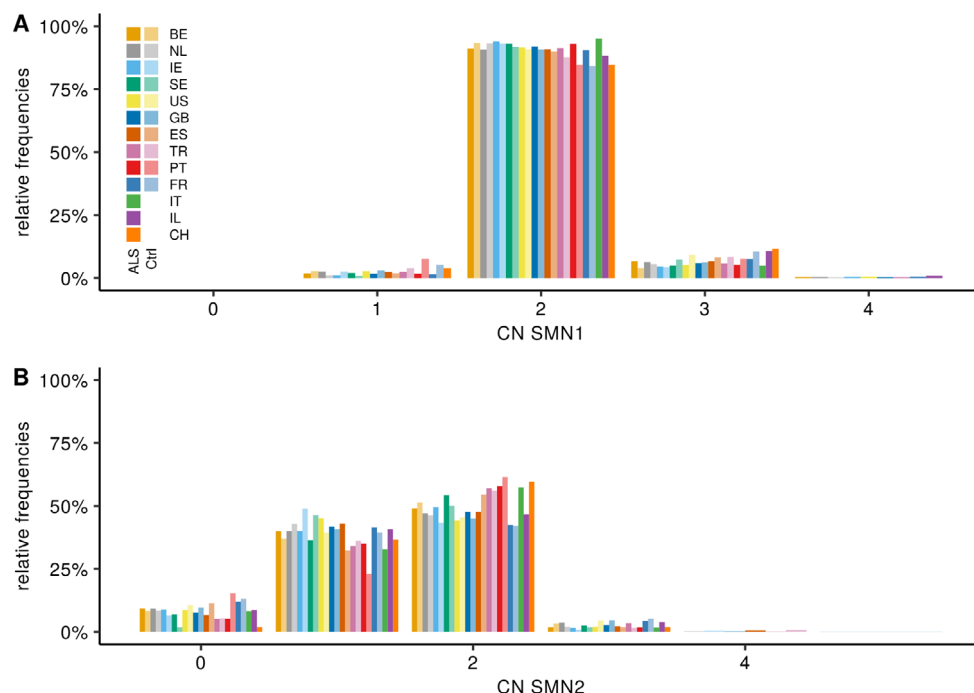 A
100%
75%
50%
25%
0%
relative frequencies
BE
NL
IE
SE
US
GB
ES
TR
PT
FR
IT
IL
CH
ALS
Ctrl
0 1 2 3 4
CN SMN1
B
100%
75%
50%
25%
0%
relative frequencies
0 2 4
CN SMN2